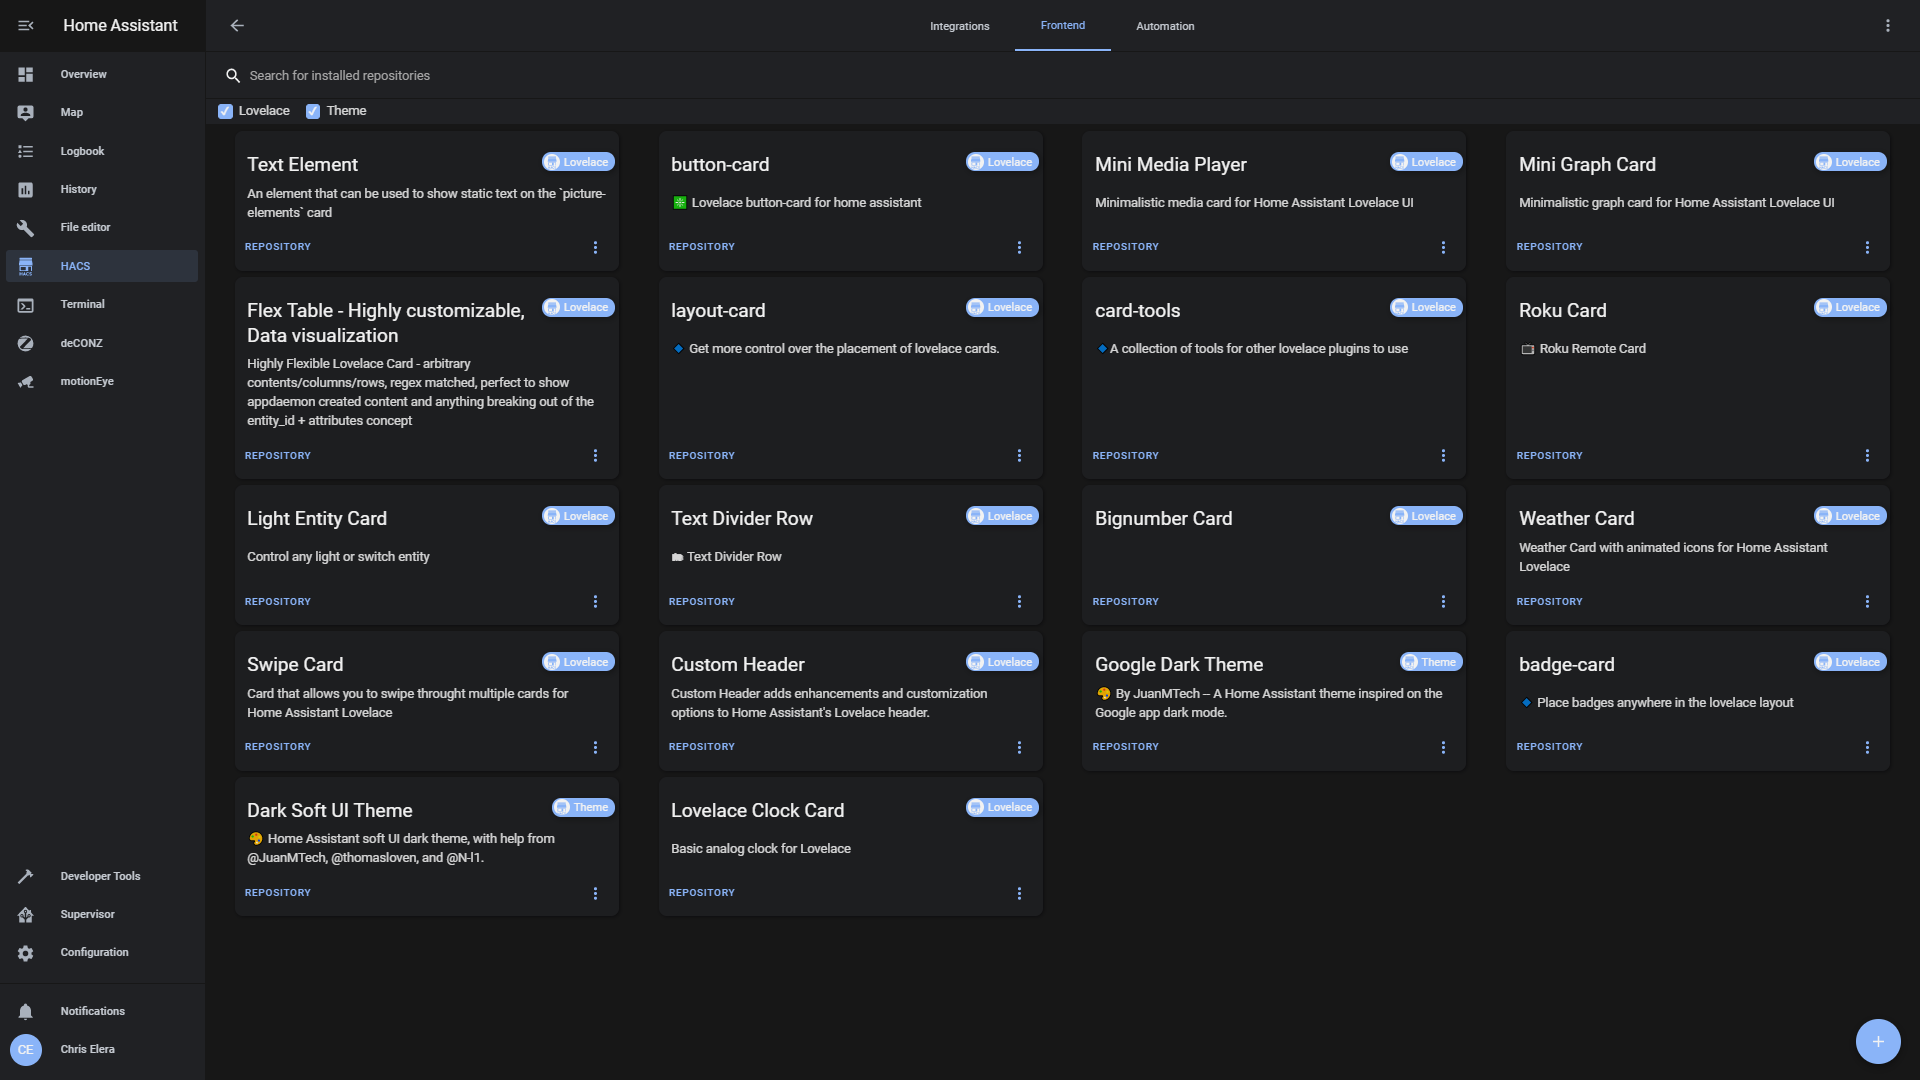 Home Assistant
Overview
Map
Logbook
History
File editor
HACS
Terminal
deCONZ
motionEye
Developer Tools
Supervisor
Configuration
Notifications
CE Chris Elera
Integrations Frontend Automation
Search for installed repositories
Lovelace Theme
Text Element Lovelace
An element that can be used to show static text on the `picture-
elements` card
REPOSITORY
button-card Lovelace
Lovelace button-card for home assistant
REPOSITORY
Mini Media Player Lovelace
Minimalistic media card for Home Assistant Lovelace UI
REPOSITORY
Mini Graph Card Lovelace
Minimalistic graph card for Home Assistant Lovelace UI
REPOSITORY
Flex Table - Highly customizable, Lovelace
Data visualization
Highly Flexible Lovelace Card - arbitrary
contents/columns/rows, regex matched, perfect to show
appdaemon created content and anything breaking out of the
entity_id + attributes concept
REPOSITORY
layout-card Lovelace
Get more control over the placement of lovelace cards.
REPOSITORY
card-tools Lovelace
A collection of tools for other lovelace plugins to use
REPOSITORY
Roku Card Lovelace
Roku Remote Card
REPOSITORY
Light Entity Card Lovelace
Control any light or switch entity
REPOSITORY
Text Divider Row Lovelace
Text Divider Row
REPOSITORY
Bignumber Card Lovelace
REPOSITORY
Weather Card Lovelace
Weather Card with animated icons for Home Assistant
Lovelace
REPOSITORY
Swipe Card Lovelace
Card that allows you to swipe throught multiple cards for
Home Assistant Lovelace
REPOSITORY
Custom Header Lovelace
Custom Header adds enhancements and customization
options to Home Assistant's Lovelace header.
REPOSITORY
Google Dark Theme Theme
By JuanMTech – A Home Assistant theme inspired on the
Google app dark mode.
REPOSITORY
badge-card Lovelace
Place badges anywhere in the lovelace layout
REPOSITORY
Dark Soft UI Theme Theme
Home Assistant soft UI dark theme, with help from
@JuanMTech, @thomasloven, and @N-l1.
REPOSITORY
Lovelace Clock Card Lovelace
Basic analog clock for Lovelace
REPOSITORY